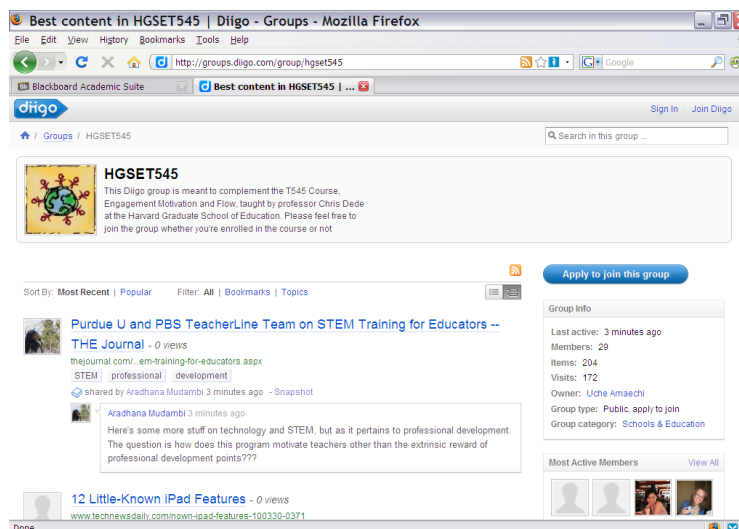 Best content in HGSET545 | Diigo - Groups - Mozilla Firefox
File Edit View History Bookmarks Tools Help
http://groups.diigo.com/group/hgset545
Google
Blackboard Academic Suite
Best content in HGSET545 | ...
diigo
Sign In Join Diigo
/ Groups / HGSET545
Search in this group ...
HGSET545
This Diigo group is meant to complement the T545 Course,
Engagement Motivation and Flow, taught by professor Chris Dede
at the Harvard Graduate School of Education. Please feel free to
join the group whether you're enrolled in the course or not
Sort By: Most Recent | Popular Filter: All | Bookmarks | Topics
Purdue U and PBS TeacherLine Team on STEM Training for Educators --
THE Journal - 0 views
thejournal.com/...em-training-for-educators.aspx
STEM professional development
shared by Aradhana Mudambi 3 minutes ago - Snapshot
Aradhana Mudambi 3 minutes ago
Here's some more stuff on technology and STEM, but as it pertains to professional development.
The question is how does this program motivate teachers other than the extrinsic reward of
professional development points???
12 Little-Known iPad Features - 0 views
www.technewsdaily.com/nown-ipad-features-100330-0371
Apply to join this group
Group Info
Last active: 3 minutes ago
Members: 29
Items: 204
Visits: 172
Owner: Uche Amaechi
Group type: Public, apply to join
Group category: Schools & Education
Most Active Members View All
Done